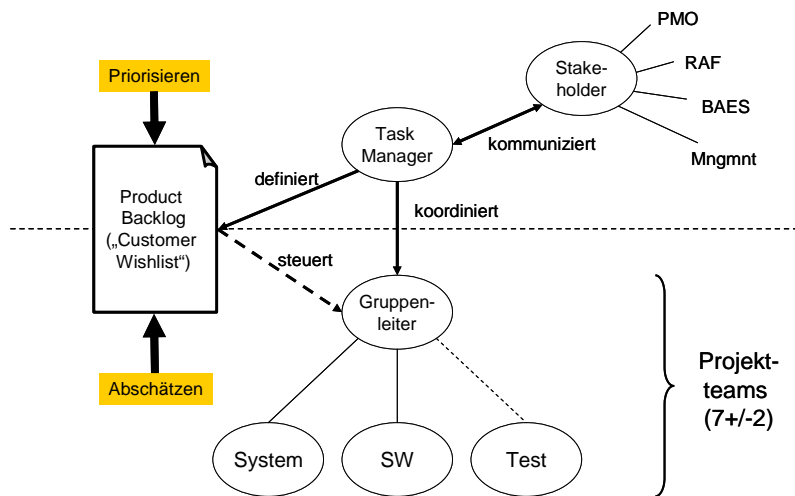 PMO
Priorisieren
Stake-
holder
RAF
BAES
Task
Manager
kommuniziert
Mngmnt
definiert
Product
Backlog
(„Customer
Wishlist“)
koordiniert
steuert
Gruppen-
leiter
Abschätzen
Projekt-
teams
(7+/-2)
System
SW
Test